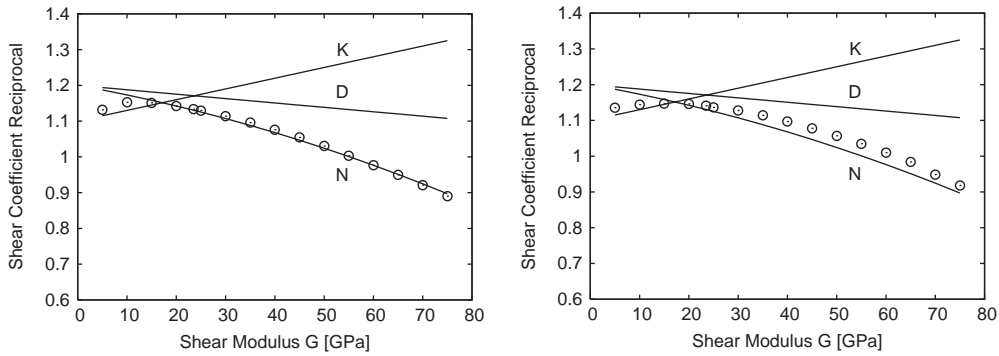 Shear Coefficient Reciprocal
1.4
1.3
1.2
1.1
1
0.9
0.8
0.7
0.6
K
D
N
0 10 20 30 40 50 60 70 80
Shear Modulus G [GPa]
Shear Coefficient Reciprocal
1.4
1.3
1.2
1.1
1
0.9
0.8
0.7
0.6
K
D
N
0 10 20 30 40 50 60 70 80
Shear Modulus G [GPa]